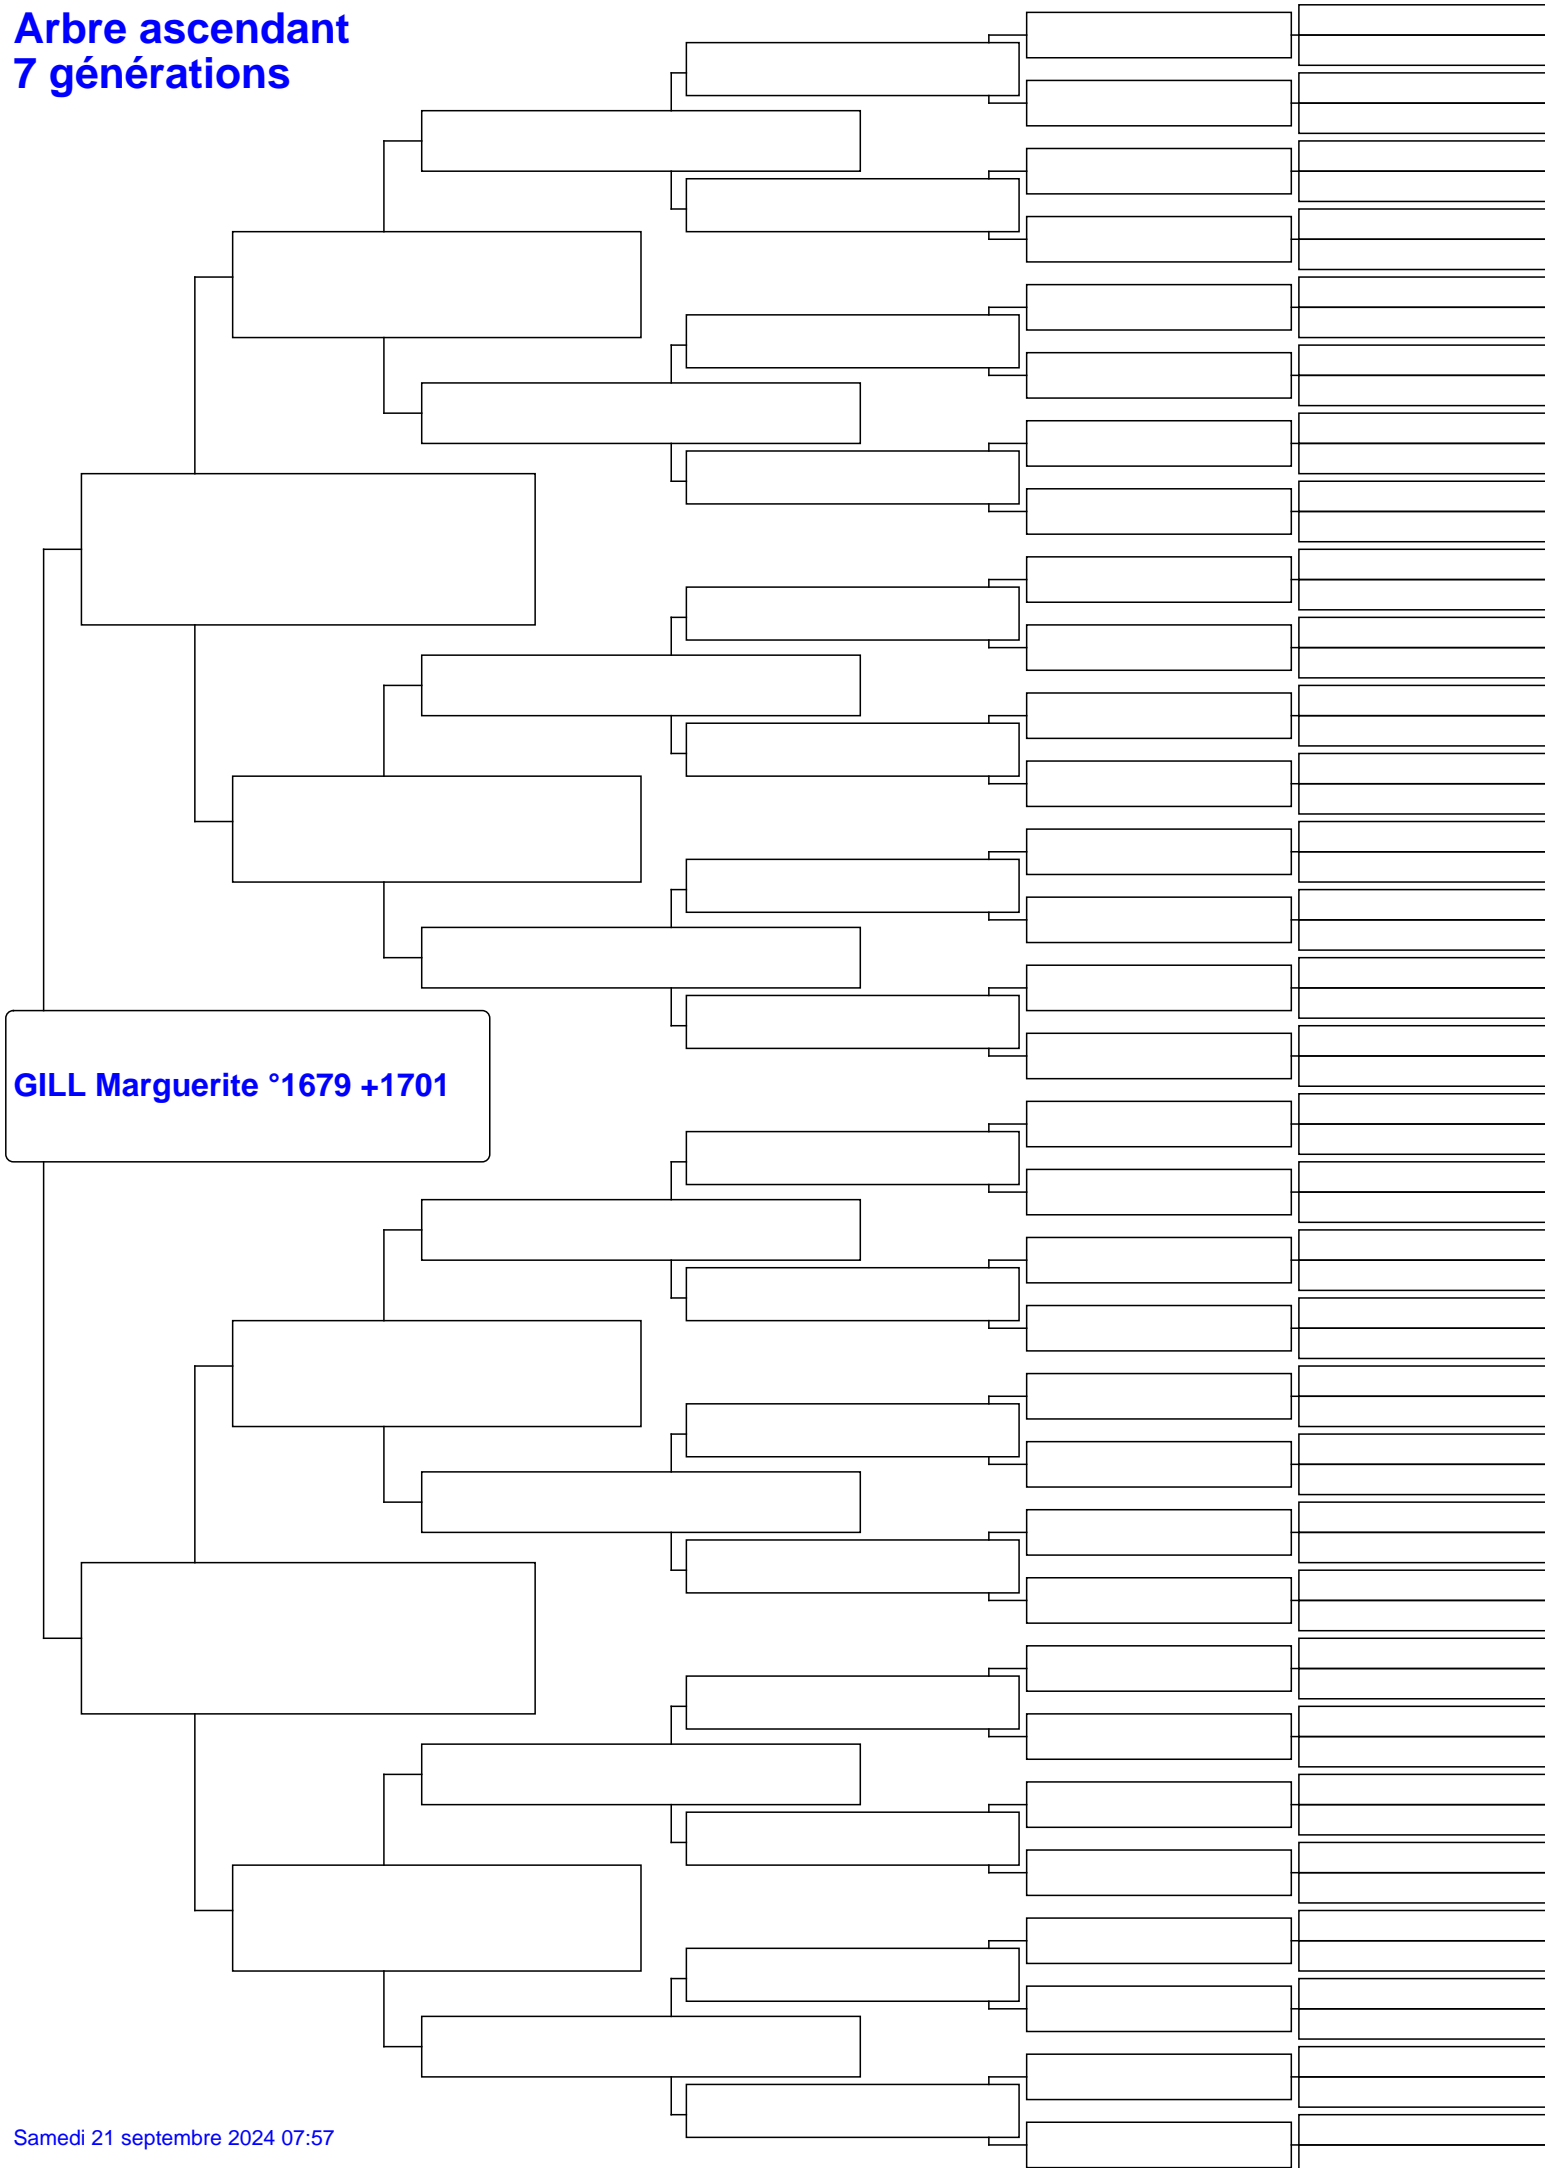 Arbre ascendant
7 générations
GILL Marguerite °1679 +1701
Samedi 21 septembre 2024 07:57